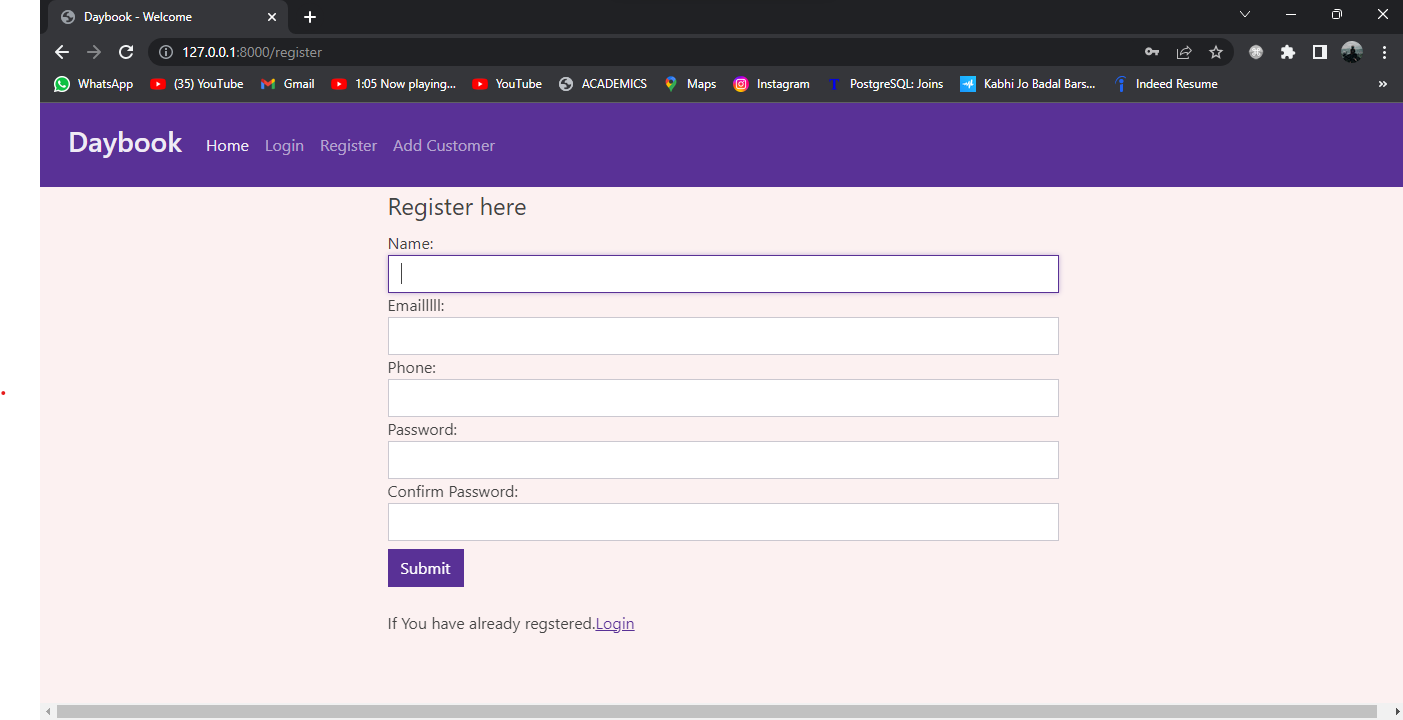 Daybook - Welcome
127.0.0.1:8000/register
WhatsApp (35) YouTube Gmail 1:05 Now playing... YouTube ACADEMICS Maps Instagram T PostgreSQL: Joins Kabhi Jo Badal Bars... Indeed Resume »
Daybook Home Login Register Add Customer
Register here
Name:
Emailllll:
Phone:
Password:
Confirm Password:
Submit
If You have already regstered.Login